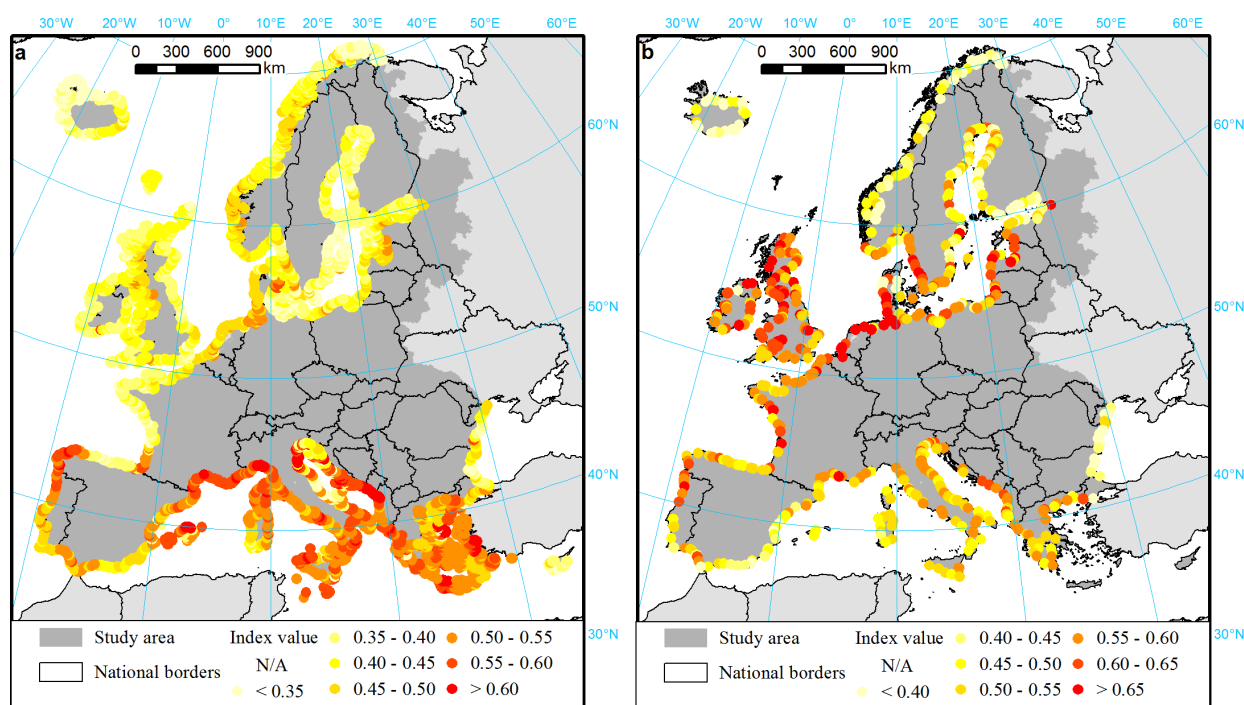 30°W 20°W 10°W 0° 10°E 20°E 30°E 40°E 50°E 60°E 30°W 20°W 10°W 0° 10°E 20°E 30°E 40°E 50°E 60°E
a 0 300 600 900 b 0 300 600 900
km km
60°N 60°N
50°N 50°N
40°N 40°N
30°N 30°N
Study area Index value 0.35 - 0.40 0.50 - 0.55 Study area Index value 0.40 - 0.45 0.55 - 0.60
National borders N/A 0.40 - 0.45 0.55 - 0.60 National borders N/A 0.45 - 0.50 0.60 - 0.65
< 0.35 0.45 - 0.50 > 0.60 < 0.40 0.50 - 0.55 > 0.65